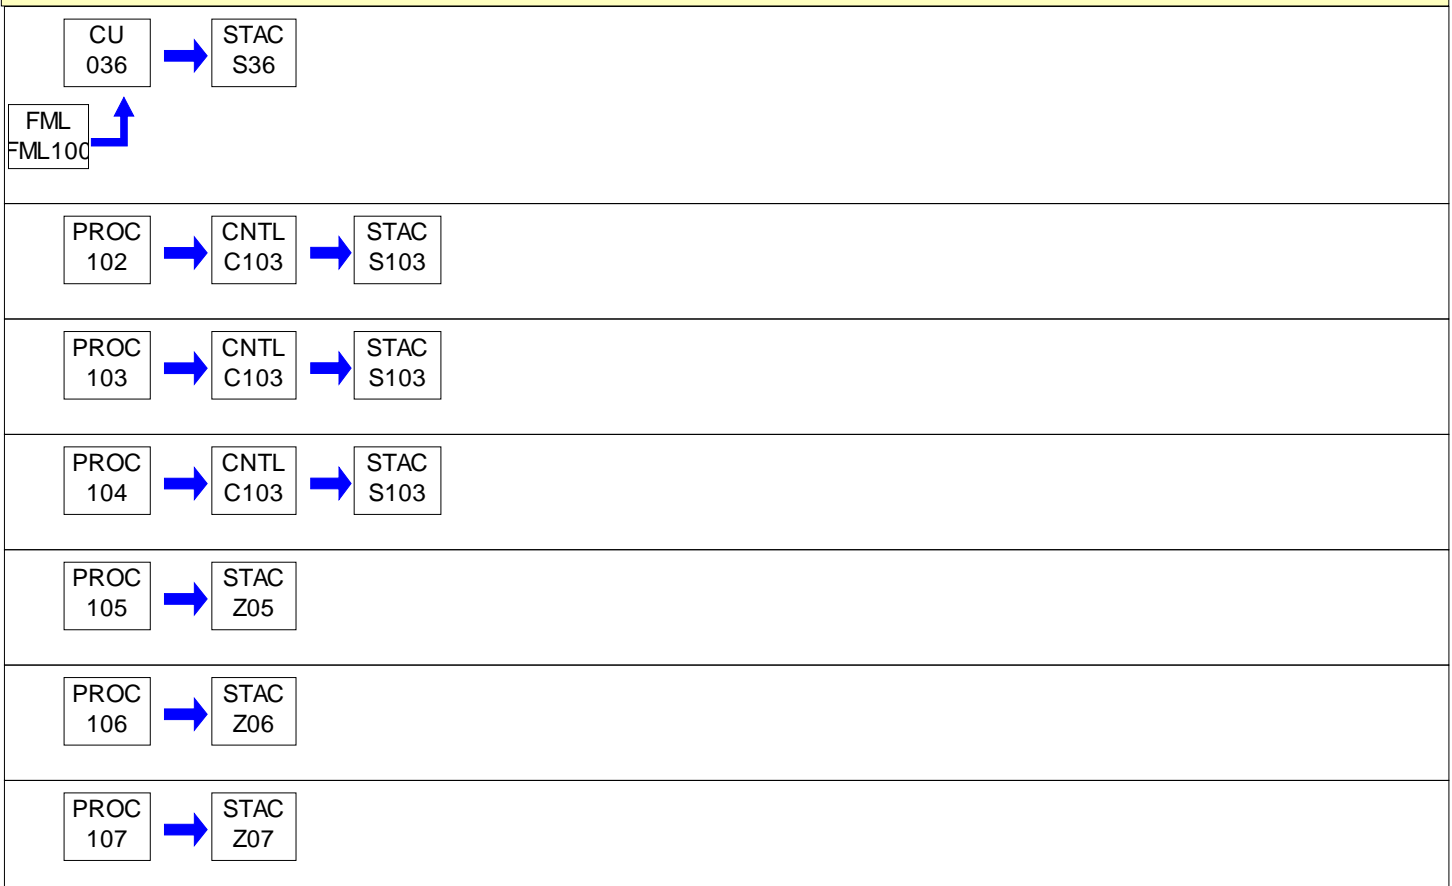 CU
036
STAC
S36
FML
FML100
PROC
102
CNTL
C103
STAC
S103
PROC
103
CNTL
C103
STAC
S103
PROC
104
CNTL
C103
STAC
S103
PROC
105
STAC
Z05
PROC
106
STAC
Z06
PROC
107
STAC
Z07